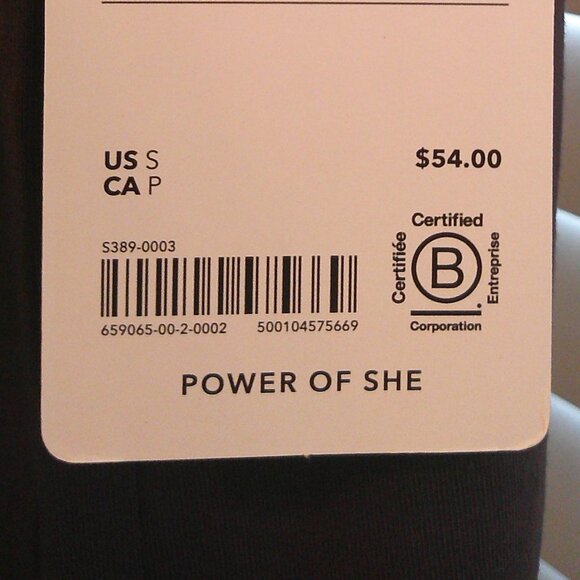 US S
CA P
$54.00
S389-0003
659065-00-2-0002 500104575669
Certified
Certifiée
B
Entreprise
Corporation
POWER OF SHE